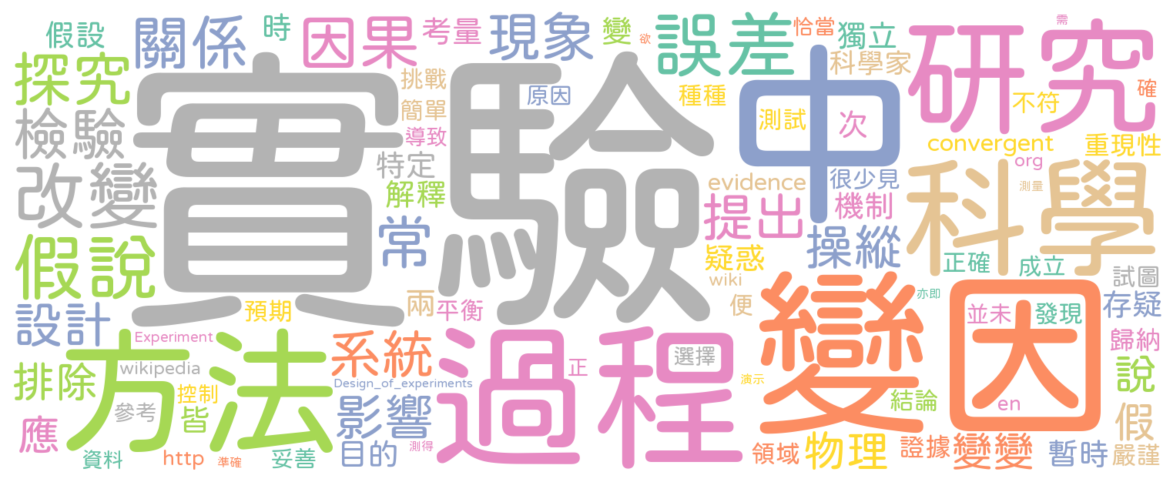 假設
關係
時
因果
考量
現象
變
欲
誤差
恰當
獨立
需
研究
探究
實驗
挑戰
原因
種種
科學家
中
不符
確
檢驗
簡單
導致
測試
次
convergent
重現性
org
改變
特定
解釋
evidence
很少見
科學
測量
提出
機制
假說
常
疑惑
操縱
正確
成立
試圖
wiki
設計
預期
兩
平衡
便
變因
亦即
並未
發現
存疑
Experiment
方法
系統
過程
選擇
歸納
排除
wikipedia
Design_of_experiments
正
演示
說
控制
參考
皆
影響
結論
en
假
應
目的
測得
資料
http
準確
妥善
領域
物理
證據
變變
暫時
嚴謹